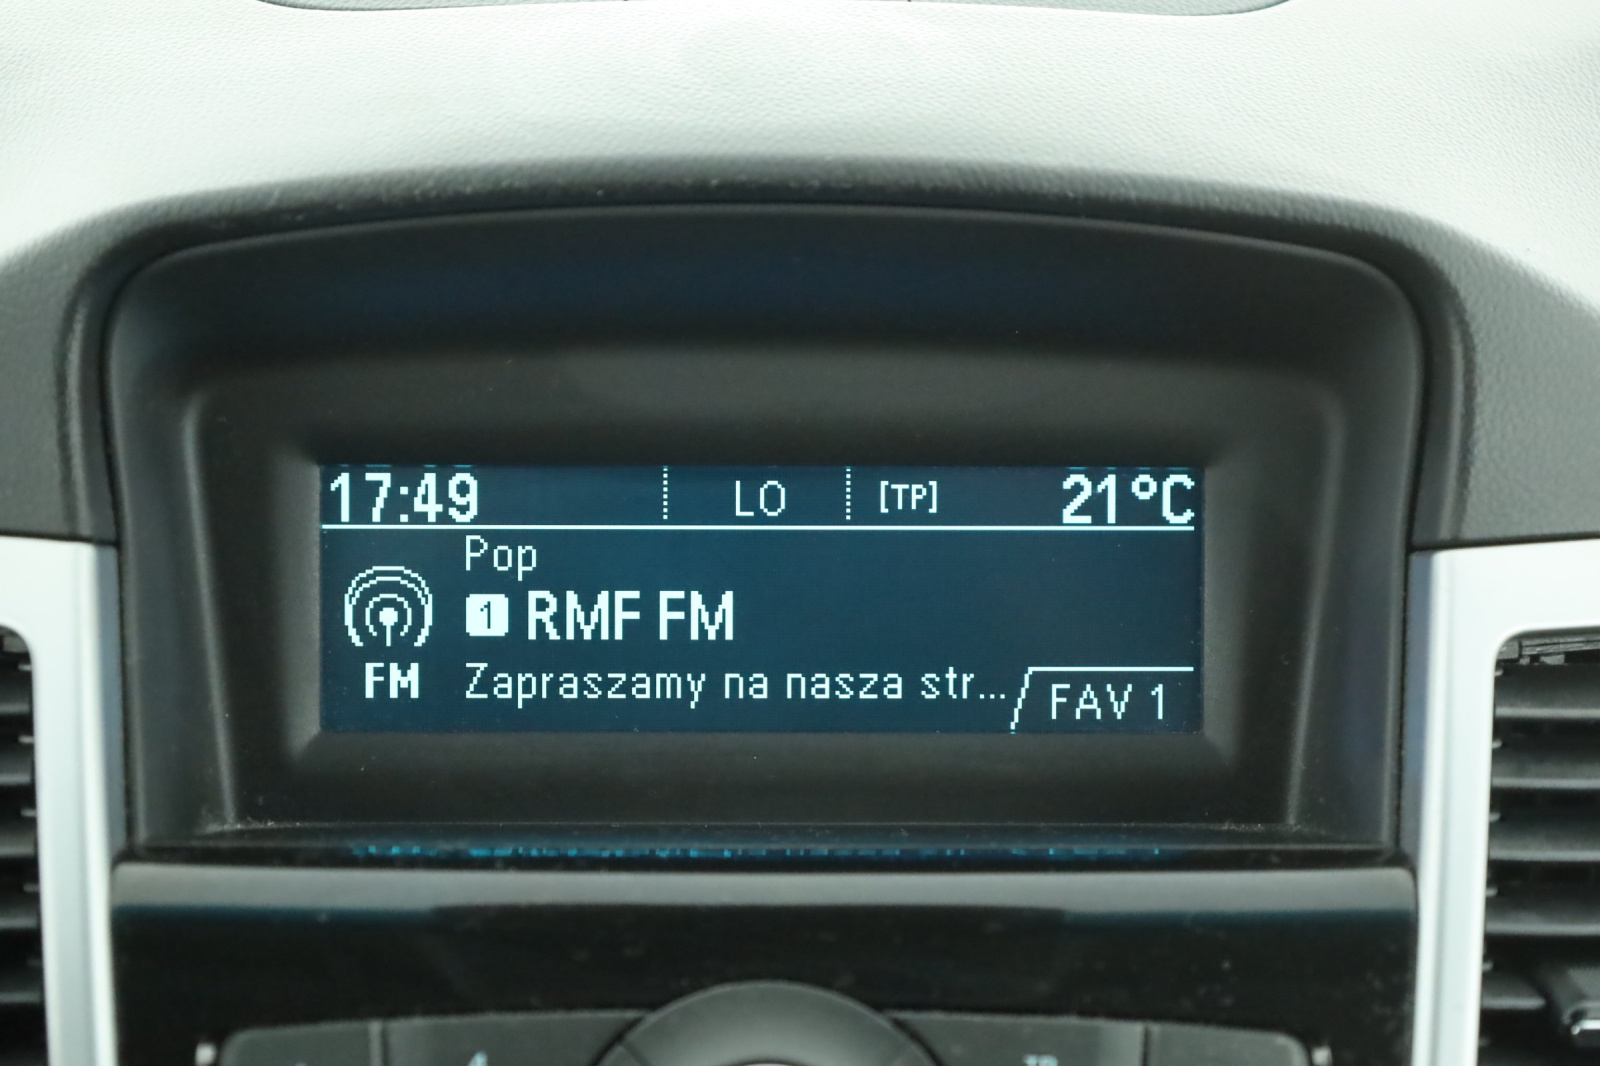 17:49 LO [TP] 21°C
Pop
1 RMF FM
FM Zapraszamy na nasza str... FAV 1